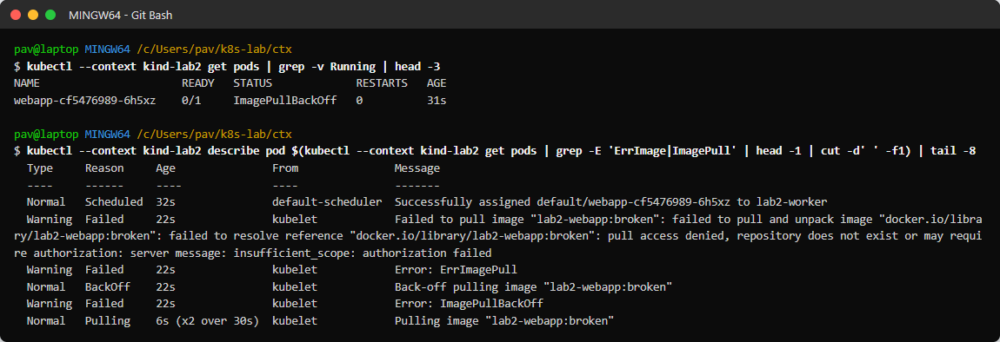 MINGW64 - Git Bash
pav@laptop MINGW64 /c/Users/pav/k8s-lab/ctx
$ kubectl --context kind-lab2 get pods | grep -v Running | head -3
NAME                      READY   STATUS             RESTARTS   AGE
webapp-cf5476989-6h5xz    0/1     ImagePullBackOff   0          31s
pav@laptop MINGW64 /c/Users/pav/k8s-lab/ctx
$ kubectl --context kind-lab2 describe pod $(kubectl --context kind-lab2 get pods | grep -E 'ErrImage|ImagePull' | head -1 | cut -d' ' -f1) | tail -8
  Type     Reason     Age                From               Message
  ----     ------     ----               ----               -------
  Normal   Scheduled  32s                default-scheduler  Successfully assigned default/webapp-cf5476989-6h5xz to lab2-worker
  Warning  Failed     22s                kubelet            Failed to pull image "lab2-webapp:broken": failed to pull and unpack image "docker.io/libra
ry/lab2-webapp:broken": failed to resolve reference "docker.io/library/lab2-webapp:broken": pull access denied, repository does not exist or may requi
re authorization: server message: insufficient_scope: authorization failed
  Warning  Failed     22s                kubelet            Error: ErrImagePull
  Normal   BackOff    22s                kubelet            Back-off pulling image "lab2-webapp:broken"
  Warning  Failed     22s                kubelet            Error: ImagePullBackOff
  Normal   Pulling    6s (x2 over 30s)   kubelet            Pulling image "lab2-webapp:broken"